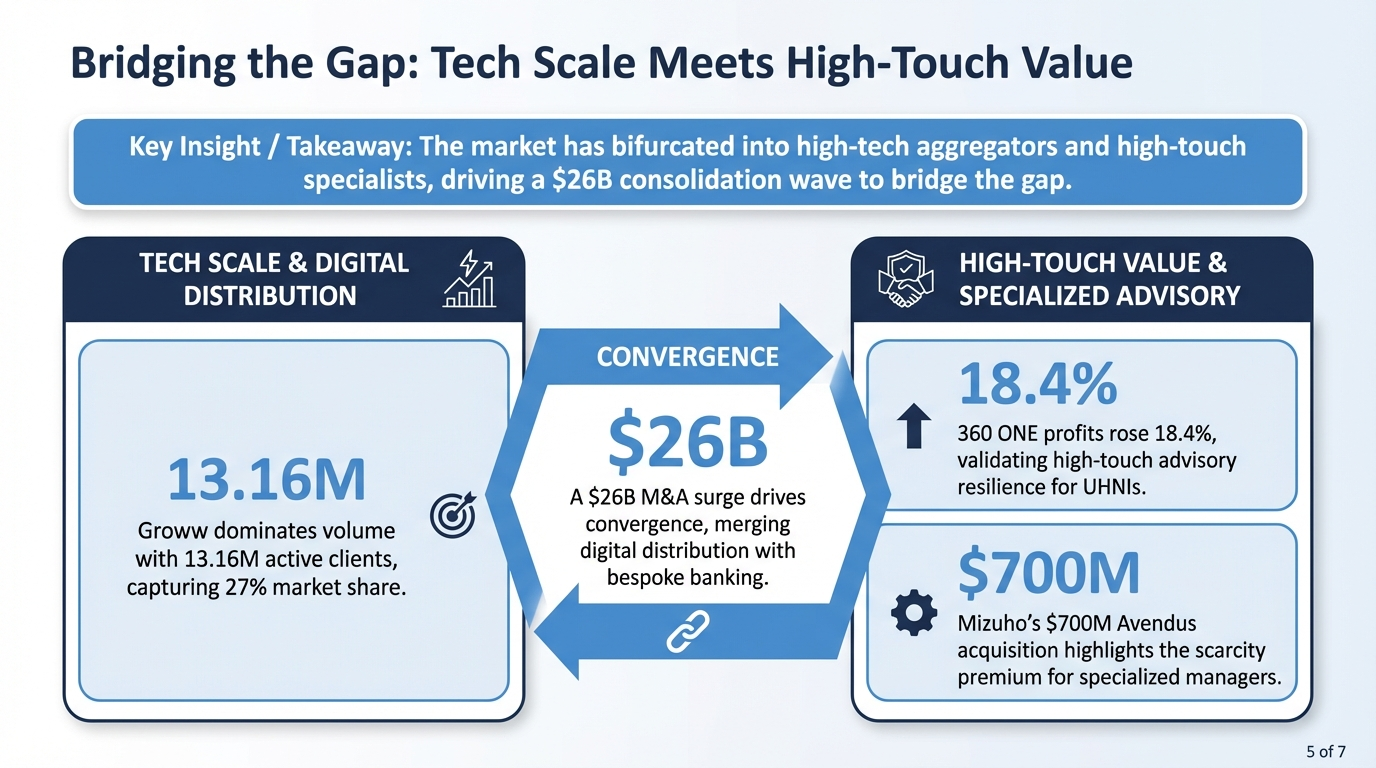 Bridging the Gap: Tech Scale Meets High-Touch Value
Key Insight / Takeaway: The market has bifurcated into high-tech aggregators and high-touch
specialists, driving a $26B consolidation wave to bridge the gap.
TECH SCALE & DIGITAL
DISTRIBUTION
13.16M
Groww dominates volume
with 13.16M active clients,
capturing 27% market share.
CONVERGENCE
$26B
A $26B M&A surge drives
convergence, merging
digital distribution with
bespoke banking.
HIGH-TOUCH VALUE &
SPECIALIZED ADVISORY
18.4%
360 ONE profits rose 18.4%,
validating high-touch advisory
resilience for UHNIs.
$700M
Mizuho’s $700M Avendus
acquisition highlights the scarcity
premium for specialized managers.
5 of 7